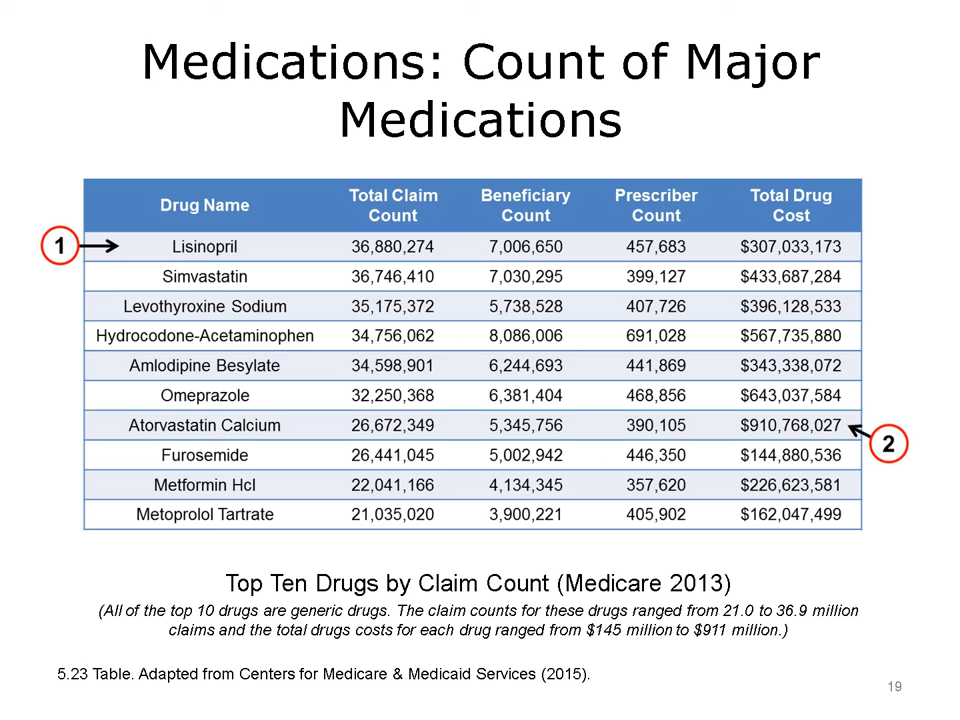 Medications: Count of Major
Medications
Drug Name Total Claim Count Beneficiary Count Prescriber Count Total Drug Cost
1 Lisinopril 36,880,274 7,006,650 457,683 $307,033,173
Simvastatin 36,746,410 7,030,295 399,127 $433,687,284
Levothyroxine Sodium 35,175,372 5,738,528 407,726 $396,128,533
Hydrocodone-Acetaminophen 34,756,062 8,086,006 691,028 $567,735,880
Amlodipine Besylate 34,598,901 6,244,693 441,869 $343,338,072
Omeprazole 32,250,368 6,381,404 468,856 $643,037,584
Atorvastatin Calcium 26,672,349 5,345,756 390,105 $910,768,027
2
Furosemide 26,441,045 5,002,942 446,350 $144,880,536
Metformin Hcl 22,041,166 4,134,345 357,620 $226,623,581
Metoprolol Tartrate 21,035,020 3,900,221 405,902 $162,047,499
Top Ten Drugs by Claim Count (Medicare 2013)
(All of the top 10 drugs are generic drugs. The claim counts for these drugs ranged from 21.0 to 36.9 million
claims and the total drugs costs for each drug ranged from $145 million to $911 million.)
5.23 Table. Adapted from Centers for Medicare & Medicaid Services (2015).
19